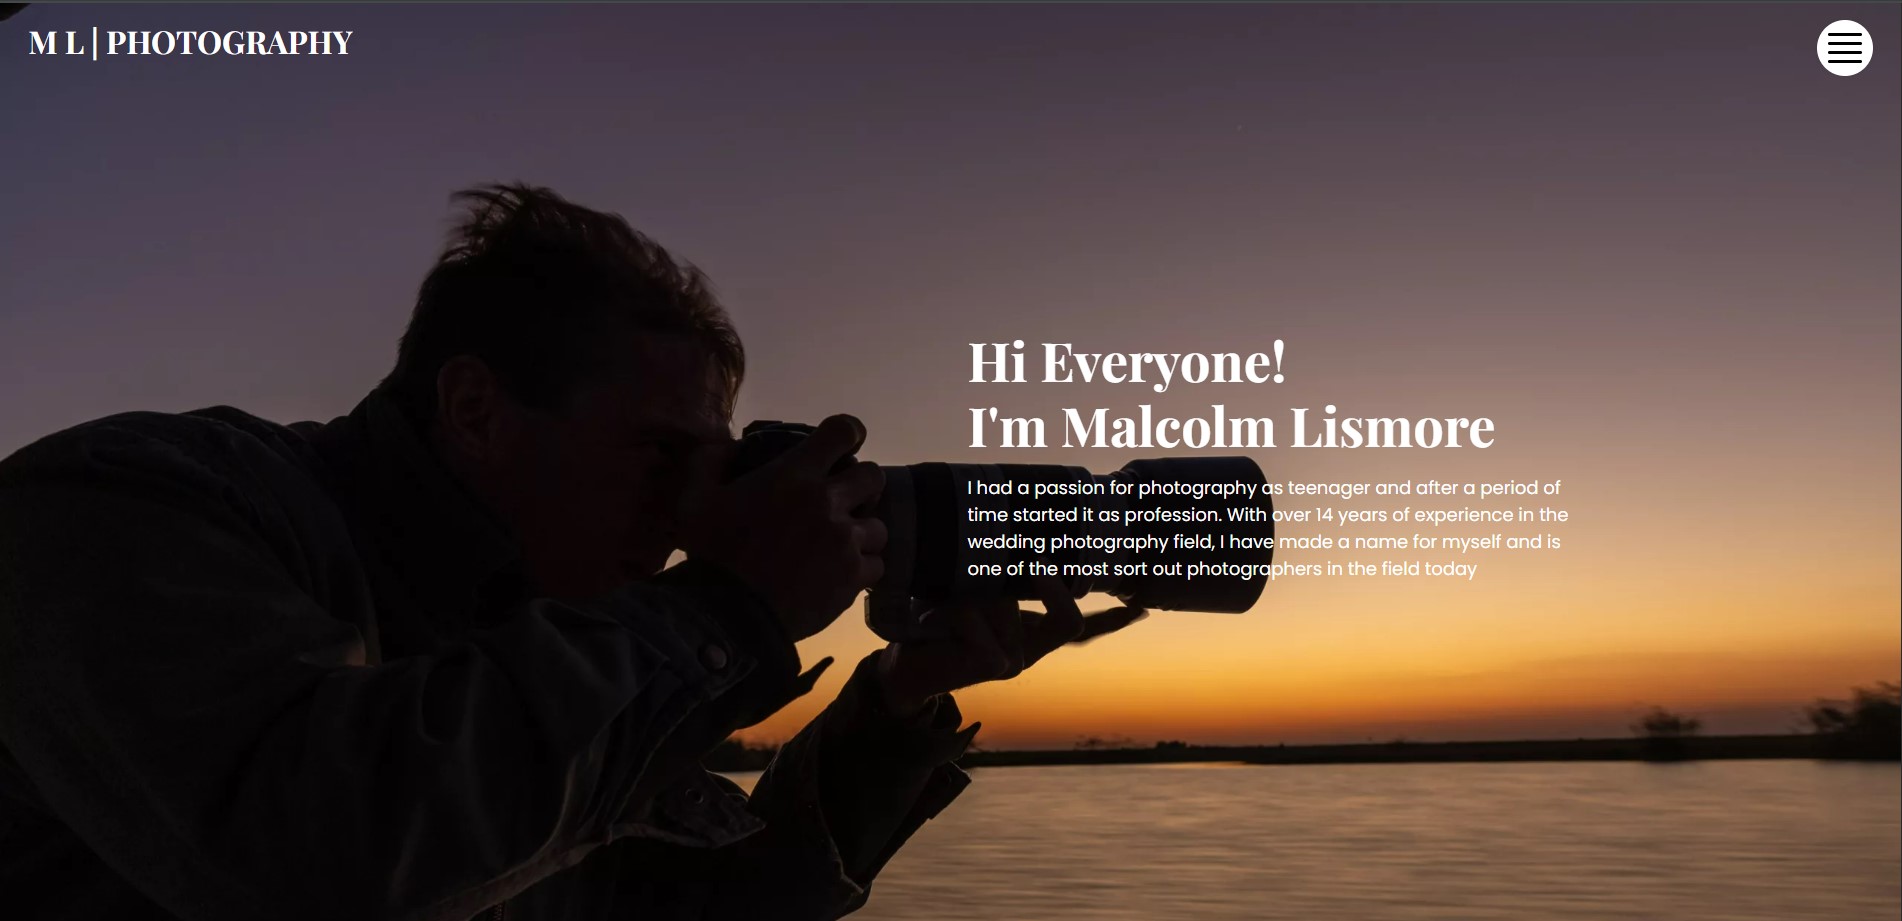 M L | PHOTOGRAPHY
Hi Everyone!
I'm Malcolm Lismore
I had a passion for photography as teenager and after a period of
time started it as profession. With over 14 years of experience in the
wedding photography field, I have made a name for myself and is
one of the most sort out photographers in the field today